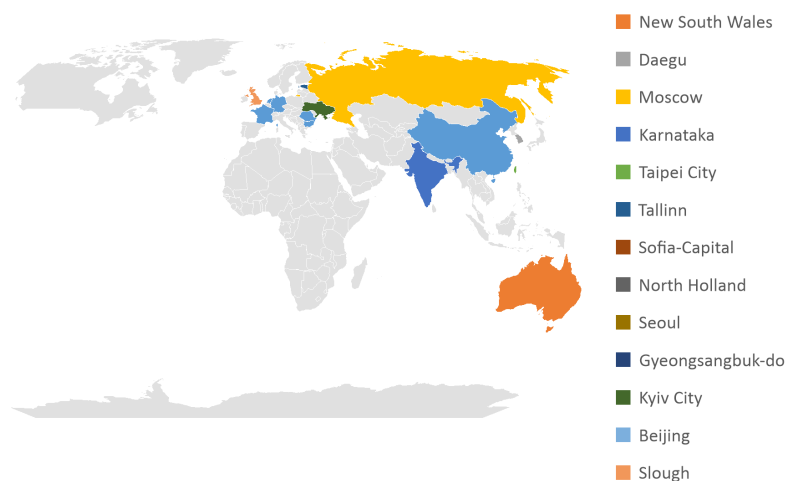 New South Wales
Daegu
Moscow
Karnataka
Taipei City
Tallinn
Sofia-Capital
North Holland
Seoul
Gyeongsangbuk-do
Kyiv City
Beijing
Slough